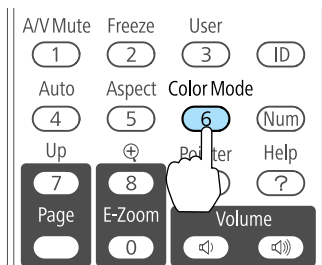 A/V Mute Freeze User
1 2 3 ID
Auto Aspect Color Mode
4 5 6 Num
Up Help
7 8 ?
Page E-Zoom Volume
0